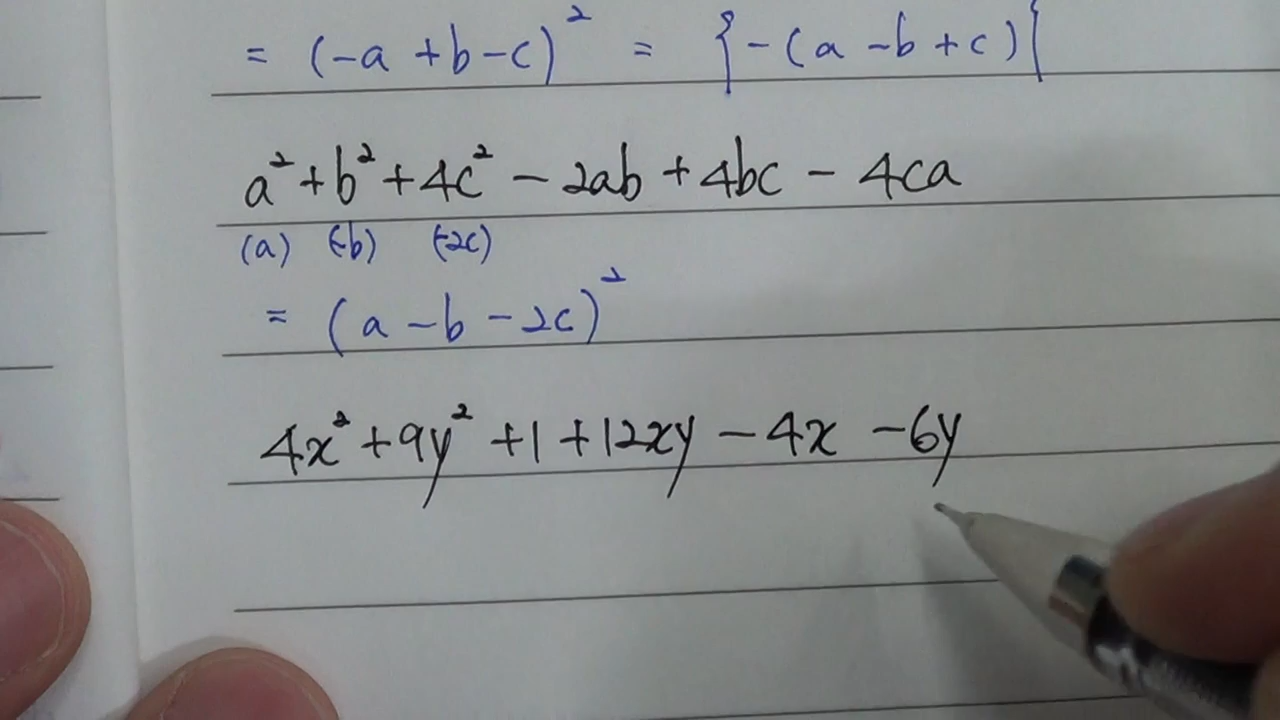 = (-a + b - c)² = {-(a - b + c)}
a² + b² + 4c² - 2ab + 4bc - 4ca
(a) (-b) (-2c)
= (a - b - 2c)²
4x² + 9y² + 1 + 12xy - 4x - 6y